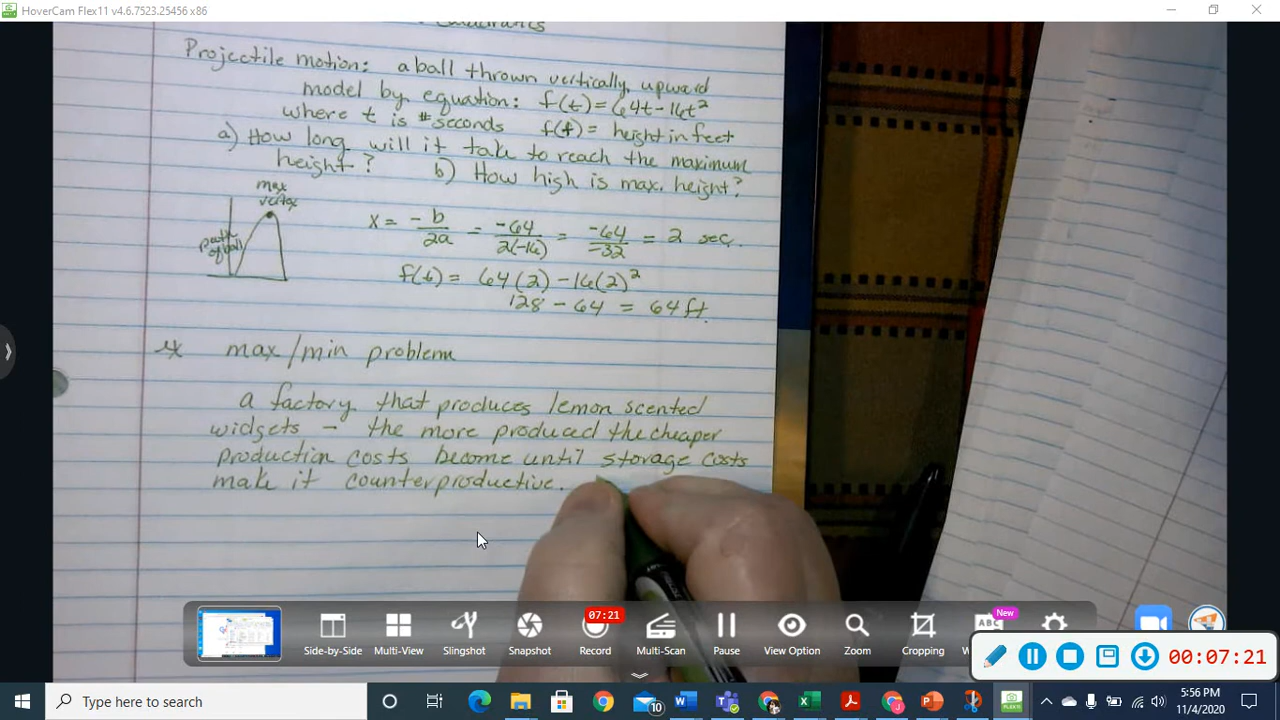 HoverCam Flex11 v4.6.7523.25456 x86
Quadratics
Projectile motion: a ball thrown vertically upward
model by equation: f(t) = 64t - 16t²
where t is # seconds f(t) = height in feet
a) How long will it take to reach the maximum
height? b) How high is max. height?
max
vertex
path
of ball
x = -b/2a = -64/2(-16) = -64/-32 = 2 sec.
f(t) = 64(2) - 16(2)²
128 - 64 = 64 ft.
max/min problem
a factory that produces lemon scented
widgets - the more produced the cheaper
production costs become until storage costs
make it counterproductive.
07:21
New
ABC
Side-by-Side Multi-View Slingshot Snapshot Record Multi-Scan Pause View Option Zoom Cropping W
00:07:21
Type here to search
10
5:56 PM
11/4/2020
FLEX11